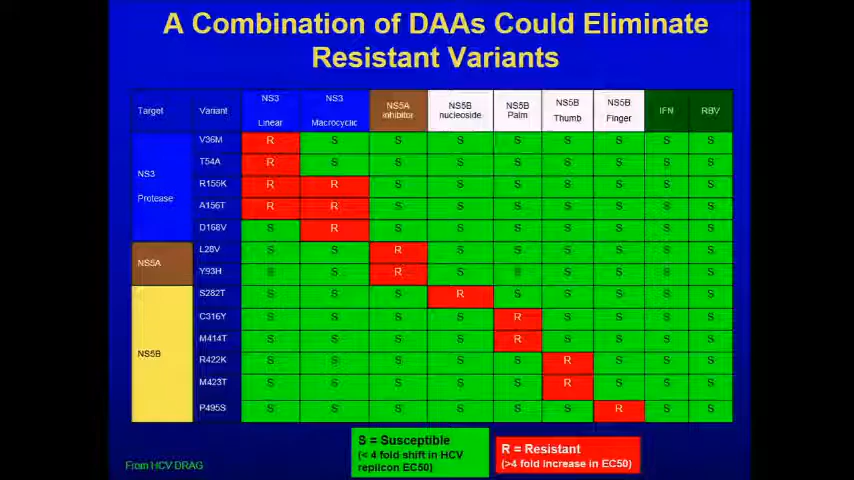 A Combination of DAAs Could Eliminate
Resistant Variants
Target Variant NS3 Linear NS3 Macrocyclic NS5A inhibitor NS5B nucleoside NS5B Palm NS5B Thumb NS5B Finger IFN RBV
NS3 Protease
V36M R S S S S S S S S
T54A R S S S S S S S S
R155K R R S S S S S S S
A156T R R S S S S S S S
D168V S R S S S S S S S
NS5A
L28V S S R S S S S S S
Y93H S S R S S S S S S
NS5B
S282T S S S R S S S S S
C316Y S S S S R S S S S
M414T S S S S R S S S S
R422K S S S S S R S S S
M423T S S S S S R S S S
P495S S S S S S S R S S
S = Susceptible
(< 4 fold shift in HCV
replicon EC50)
R = Resistant
(>4 fold increase in EC50)
From HCV DRAG